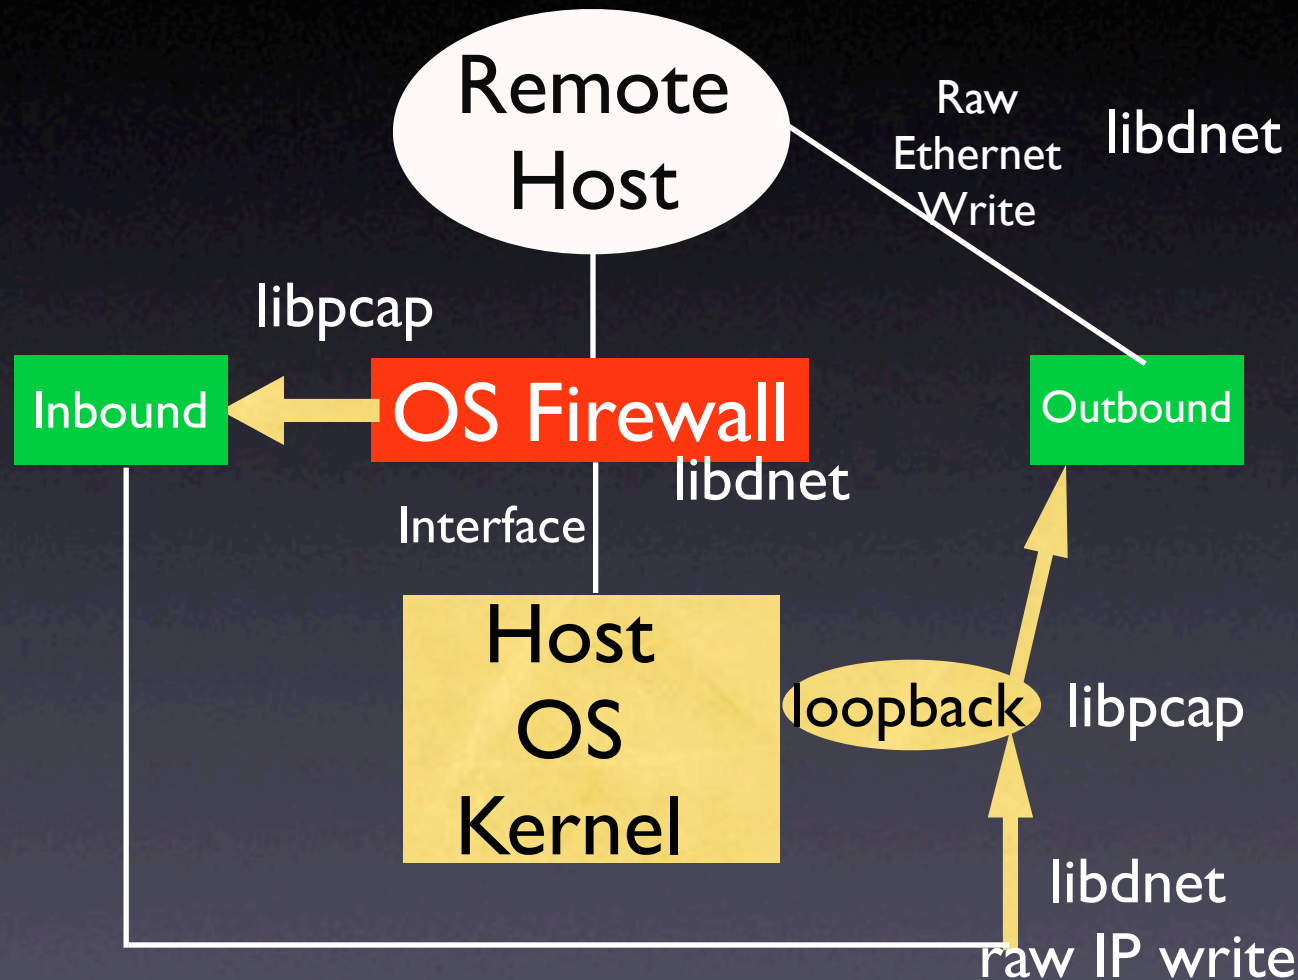 Remote
Host
Raw
Ethernet
Write
libdnet
libpcap
Inbound
OS Firewall
Outbound
libdnet
Interface
Host
OS
Kernel
loopback
libpcap
libdnet
raw IP write